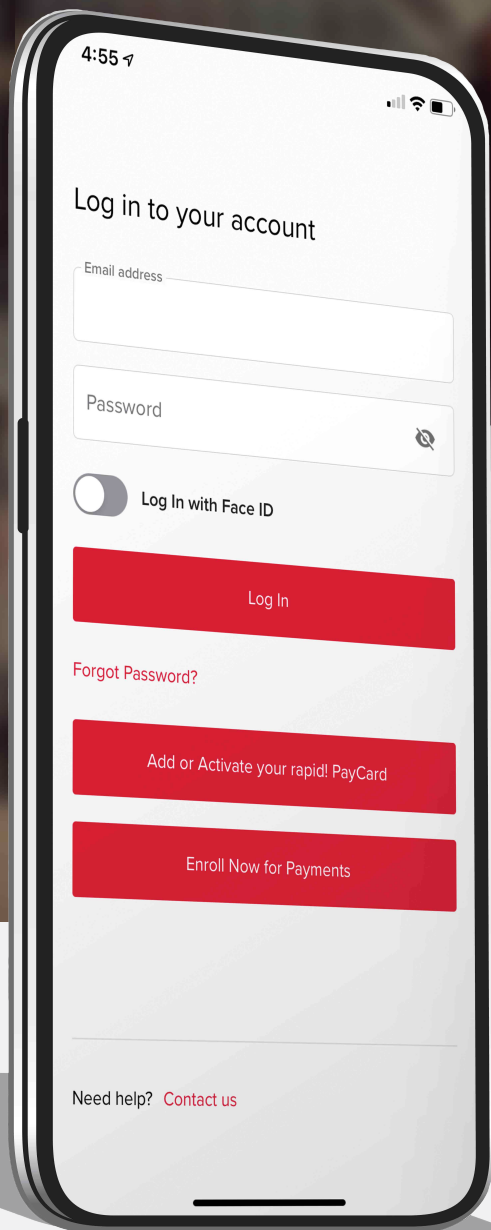 4:55
Log in to your account
Email address
Password
Log In with Face ID
Log In
Forgot Password?
Add or Activate your rapid! PayCard
Enroll Now for Payments
Need help? Contact us